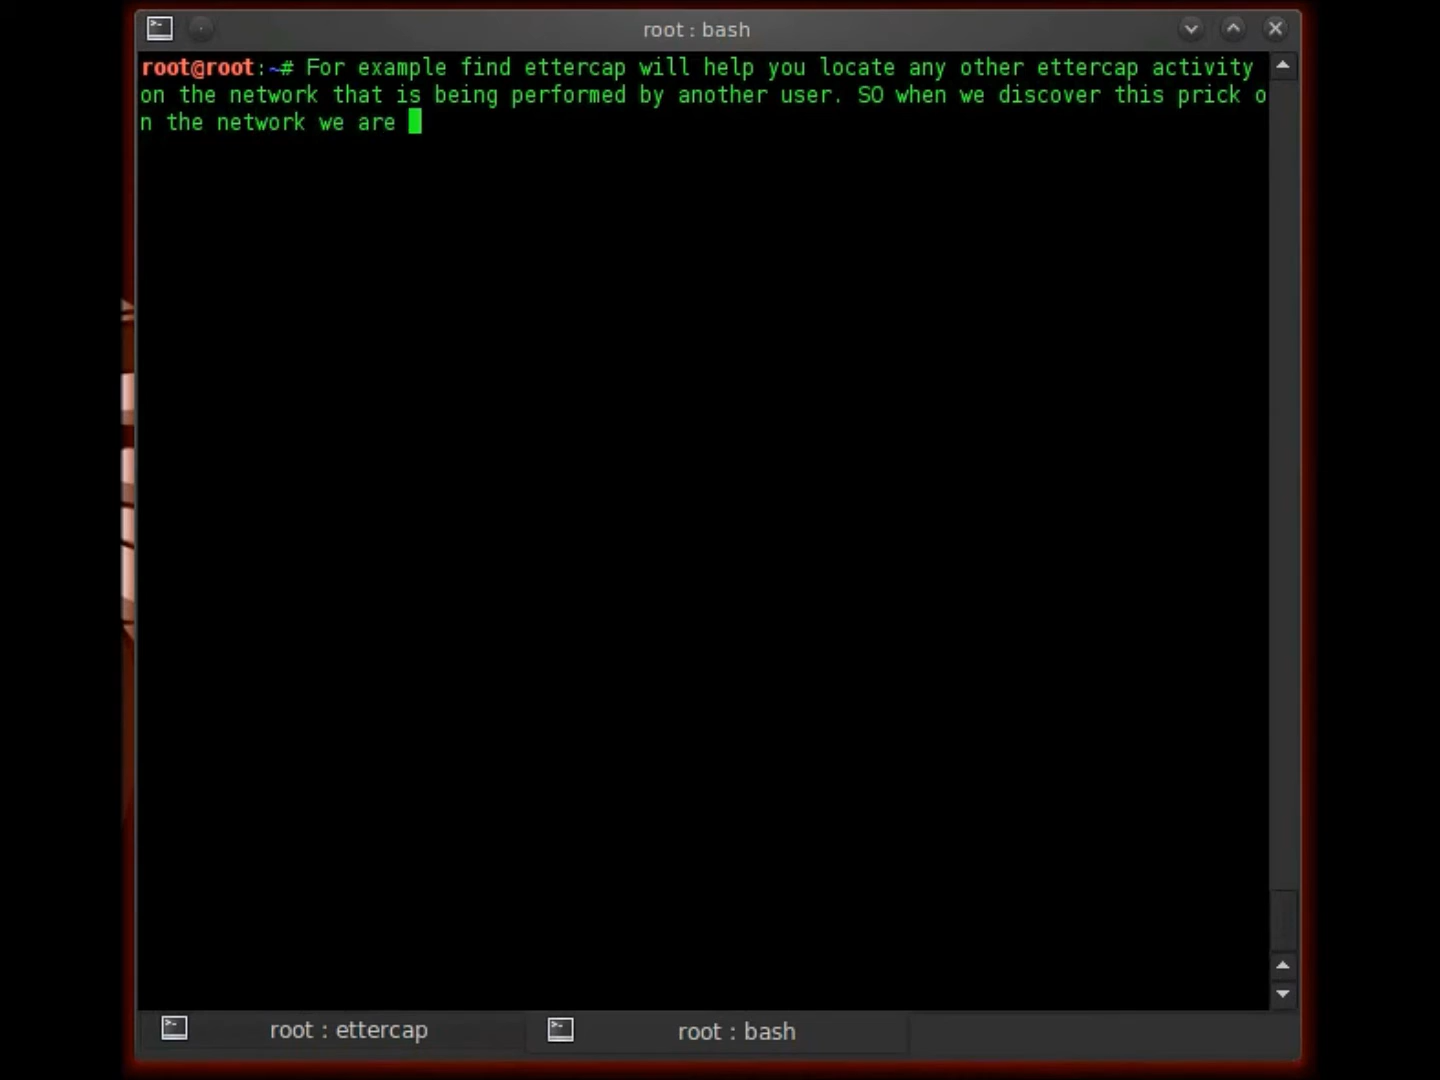 root : bash
root@root:~# For example find ettercap will help you locate any other ettercap activity
on the network that is being performed by another user. SO when we discover this prick o
n the network we are
root : ettercap
root : bash